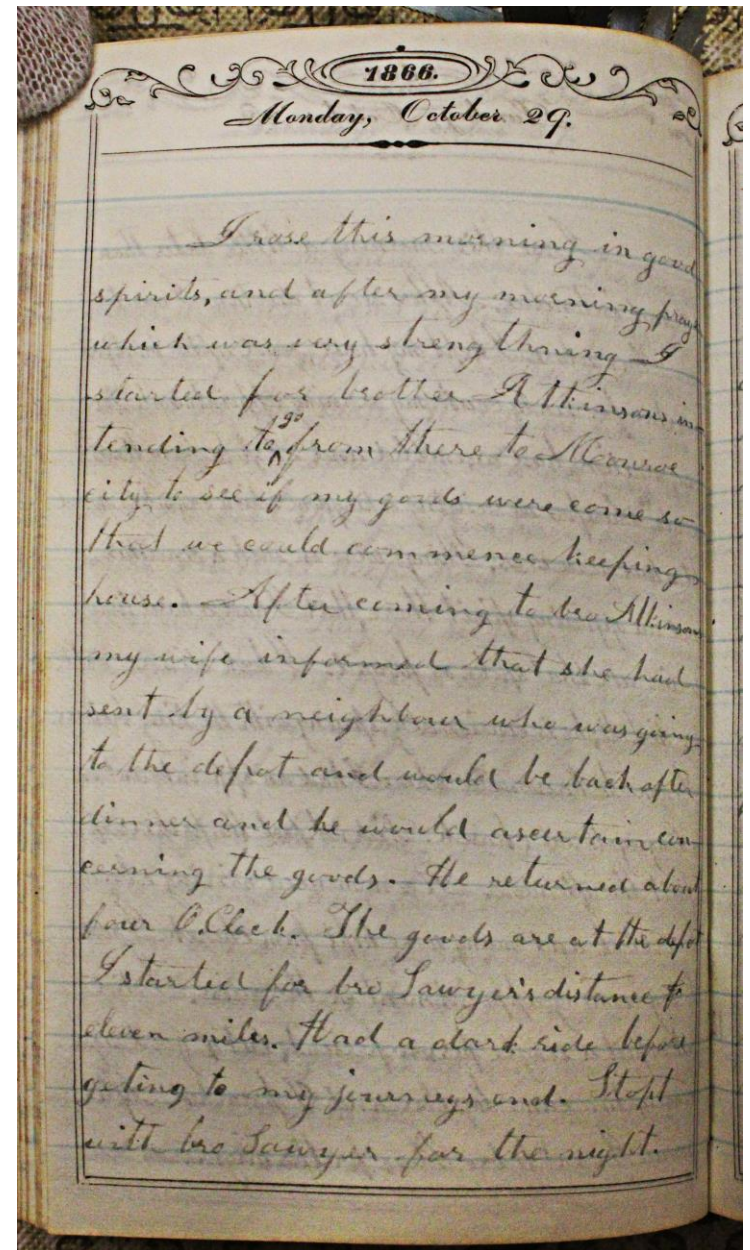 1866.
Monday, October 29.
I rose this morning in good
spirits, and after my morning pray
which was very strengthning I
started for brother Atkinsons in
tending to go from there to Monroe
city to see if my goods were come so
that we could commence keeping
house. After coming to bro Atkinsons
my wife informed that she had
sent by a neighbour who was going
to the depot and would be back after
dinner and he would ascertain con
cerning the goods. He returned about
four O.Clock. The goods are at the depot
I started for bro Sawyer's distance
eleven miles. Had a dark ride before
geting to my journeys end. Stopt
with bro Sawyer for the night.